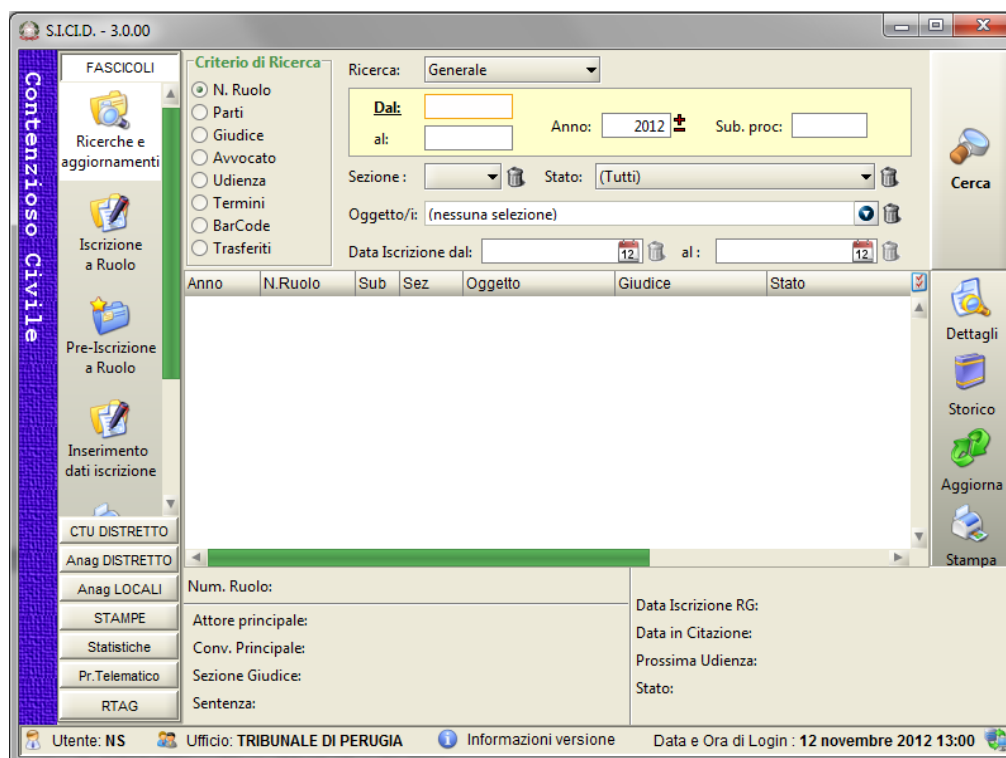 S.I.C.I.D. - 3.0.00
Contenzioso Civile
FASCICOLI
Ricerche e
aggiornamenti
Iscrizione
a Ruolo
Pre-Iscrizione
a Ruolo
Inserimento
dati iscrizione
CTU DISTRETTO
Anag DISTRETTO
Anag LOCALI
STAMPE
Statistiche
Pr.Telematico
RTAG
Criterio di Ricerca
N. Ruolo
Parti
Giudice
Avvocato
Udienza
Termini
BarCode
Trasferiti
Ricerca: Generale
Dal:
al:
Anno: 2012 Sub. proc:
Sezione : Stato: (Tutti)
Oggetto/i: (nessuna selezione)
Data Iscrizione dal: 12 al : 12
Cerca
Anno N.Ruolo Sub Sez Oggetto Giudice Stato
Dettagli
Storico
Aggiorna
Stampa
Num. Ruolo:
Attore principale:
Conv. Principale:
Sezione Giudice:
Sentenza:
Data Iscrizione RG:
Data in Citazione:
Prossima Udienza:
Stato:
Utente: NS Ufficio: TRIBUNALE DI PERUGIA Informazioni versione Data e Ora di Login : 12 novembre 2012 13:00